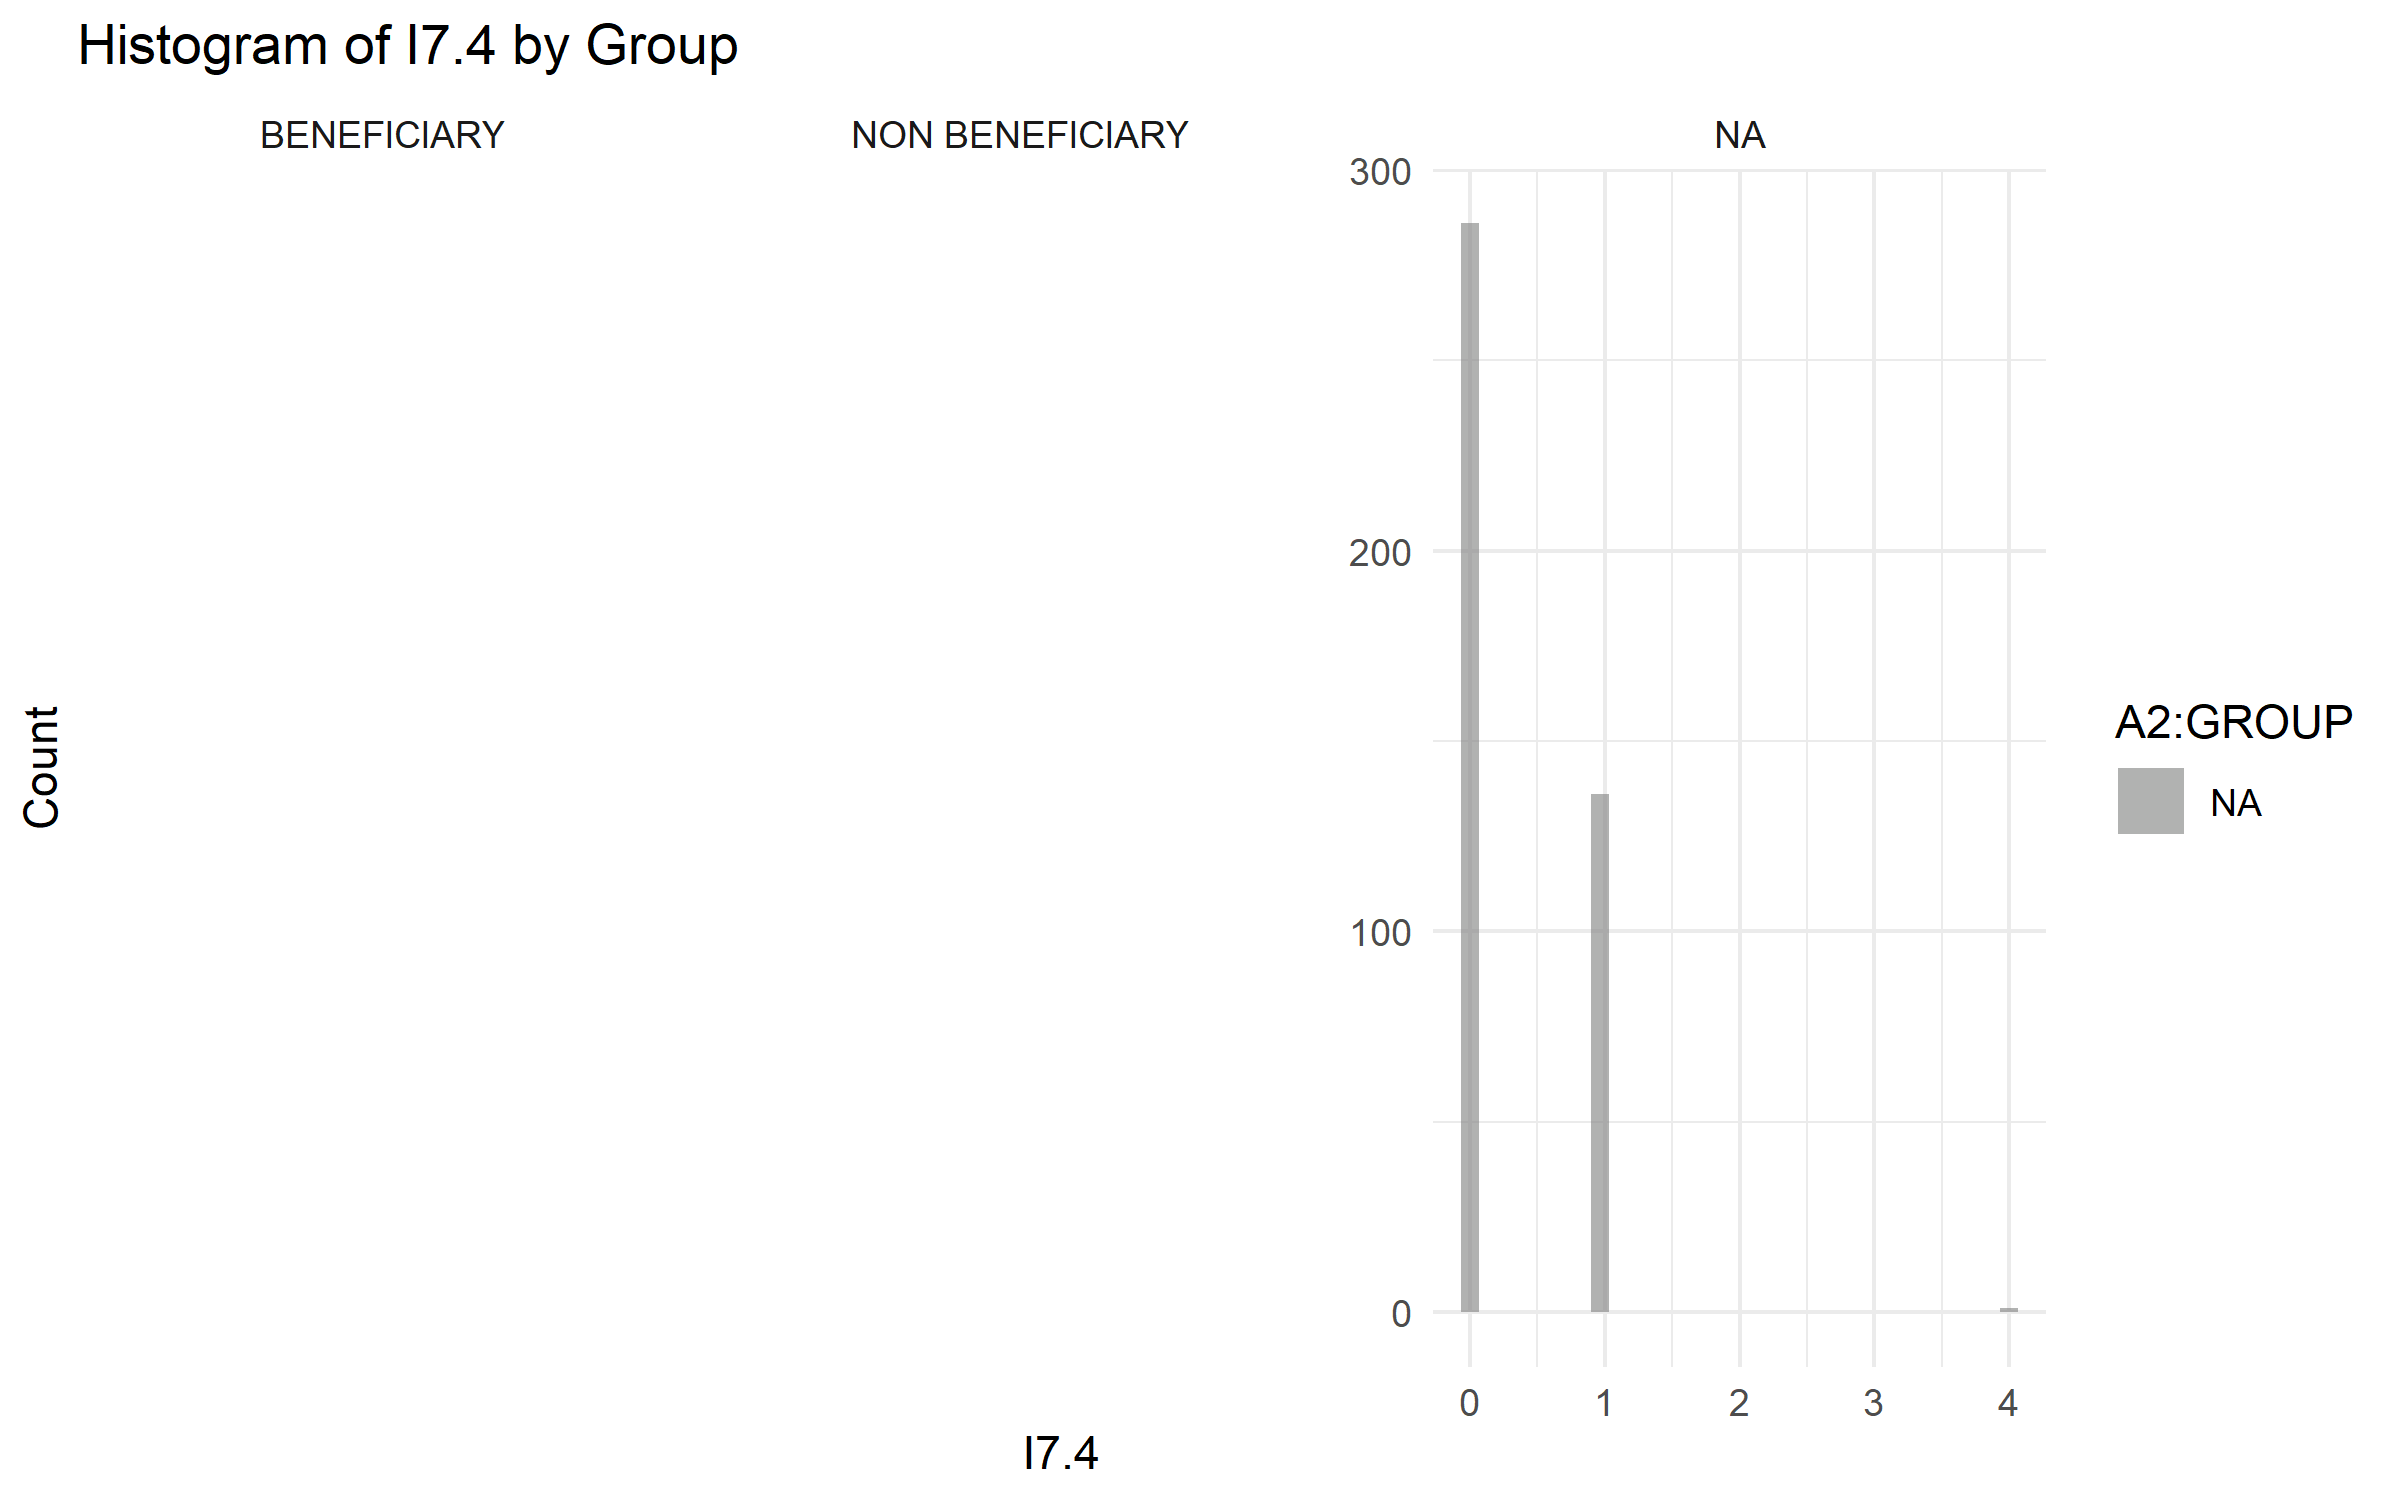 Histogram of I7.4 by Group
BENEFICIARY
NON BENEFICIARY
NA
300
200
100
0
0 1 2 3 4
Count
I7.4
A2:GROUP
NA